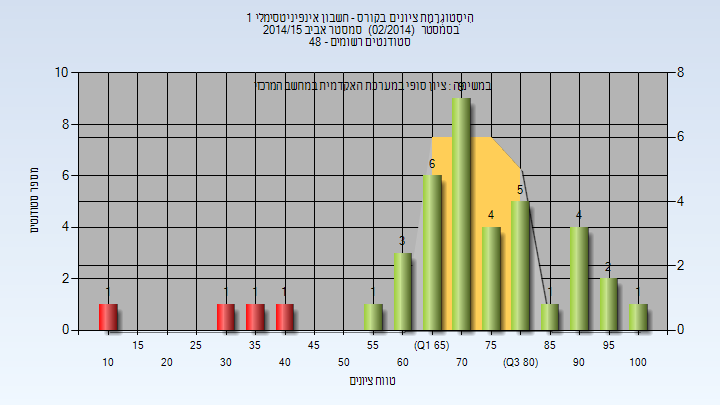 היסטוגרמת ציונים בקורס - חשבון אינפיניטסימלי 1
בסמסטר (02/2014) סמסטר אביב 2014/15
סטודנטים רשומים - 48
במשימה : ציון סופי במערכת האקדמית במחשב המרכזי
מספר סטודנטים
10 8 6 4 2 0
8 6 4 2 0
1 1 1 1 1 3 6 9 4 5 1 4 2 1
15 25 35 45 55 (Q1 65) 75 85 95
10 20 30 40 50 60 70 (Q3 80) 90 100
טווח ציונים